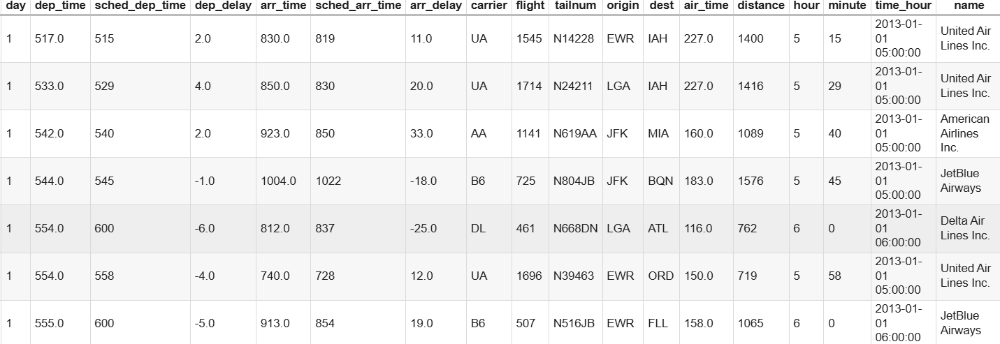 day dep_time sched_dep_time dep_delay arr_time sched_arr_time arr_delay carrier flight tailnum origin dest air_time distance hour minute time_hour name
1 517.0 515 2.0 830.0 819 11.0 UA 1545 N14228 EWR IAH 227.0 1400 5 15 2013-01-01 05:00:00 United Air Lines Inc.
1 533.0 529 4.0 850.0 830 20.0 UA 1714 N24211 LGA IAH 227.0 1416 5 29 2013-01-01 05:00:00 United Air Lines Inc.
1 542.0 540 2.0 923.0 850 33.0 AA 1141 N619AA JFK MIA 160.0 1089 5 40 2013-01-01 05:00:00 American Airlines Inc.
1 544.0 545 -1.0 1004.0 1022 -18.0 B6 725 N804JB JFK BQN 183.0 1576 5 45 2013-01-01 05:00:00 JetBlue Airways
1 554.0 600 -6.0 812.0 837 -25.0 DL 461 N668DN LGA ATL 116.0 762 6 0 2013-01-01 06:00:00 Delta Air Lines Inc.
1 554.0 558 -4.0 740.0 728 12.0 UA 1696 N39463 EWR ORD 150.0 719 5 58 2013-01-01 05:00:00 United Air Lines Inc.
1 555.0 600 -5.0 913.0 854 19.0 B6 507 N516JB EWR FLL 158.0 1065 6 0 2013-01-01 06:00:00 JetBlue Airways